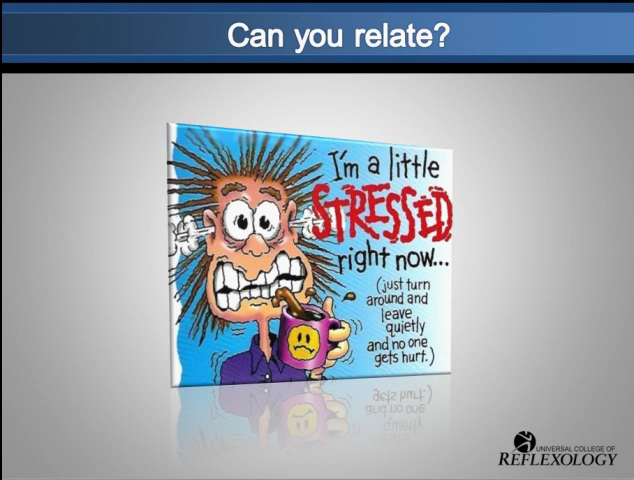 Can you relate?
I'm a little
STRESSED
right now...
(just turn
around and
leave
quietly
and no one
gets hurt.)
UNIVERSAL COLLEGE OF
REFLEXOLOGY